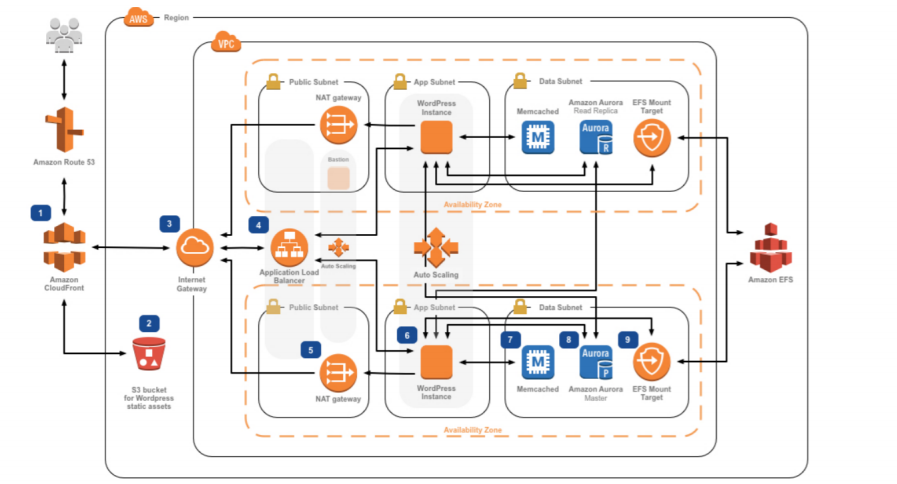 AWS
Region
VPC
Public Subnet
App Subnet
Data Subnet
NAT gateway
WordPress
Instance
Memcached
Amazon Aurora
Read Replica
EFS Mount
Target
Aurora
M
R
Amazon Route 53
Bastion
Availability Zone
1
3
4
Amazon
CloudFront
Internet
Gateway
Application Load
Balancer
Auto Scaling
Auto Scaling
Amazon EFS
Public Subnet
App Subnet
Data Subnet
2
5
6
7
8
9
M
Aurora
P
S3 bucket
for Wordpress
static assets
NAT gateway
WordPress
Instance
Memcached
Amazon Aurora
Master
EFS Mount
Target
Availability Zone